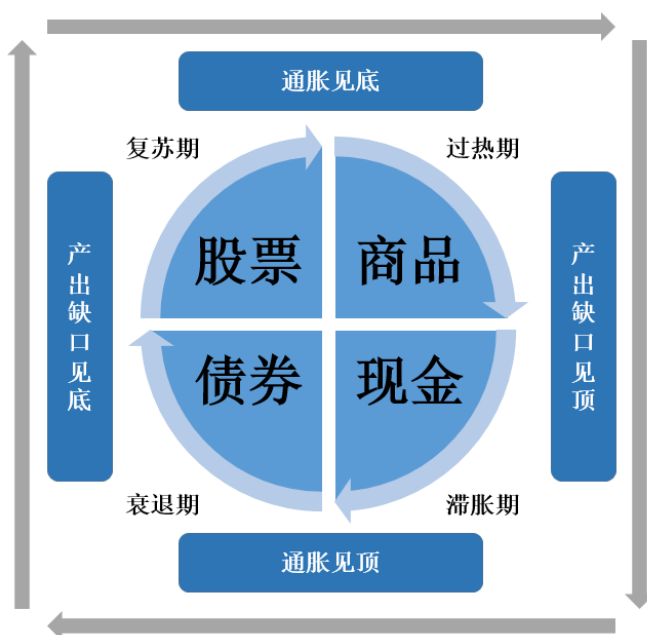 通胀见底
复苏期
过热期
产出缺口见底
股票
商品
产出缺口见顶
债券
现金
衰退期
滞胀期
通胀见顶